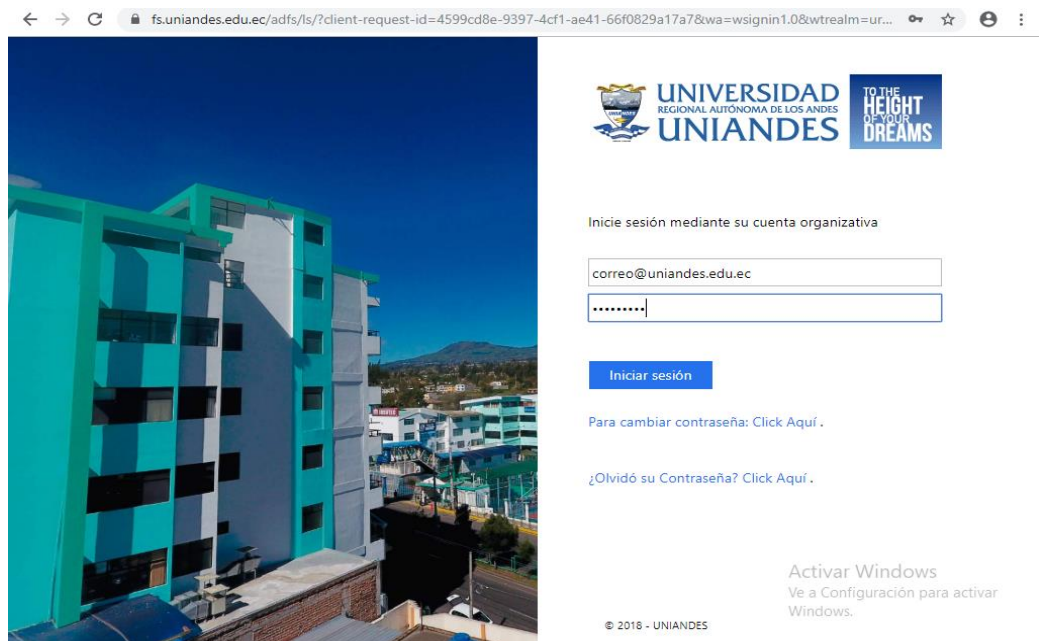 fs.uniandes.edu.ec/adfs/ls/?client-request-id=4599cd8e-9397-4cf1-ae41-66f0829a17a7&wa=wsignin1.0&wtrealm=ur...
UNIVERSIDAD
REGIONAL AUTÓNOMA DE LOS ANDES
UNIANDES
TO THE
HEIGHT
OF YOUR
DREAMS
Inicie sesión mediante su cuenta organizativa
correo@uniandes.edu.ec
•••••••••
Iniciar sesión
Para cambiar contraseña: Click Aquí .
¿Olvidó su Contraseña? Click Aquí .
Activar Windows
Ve a Configuración para activar
Windows.
© 2018 - UNIANDES